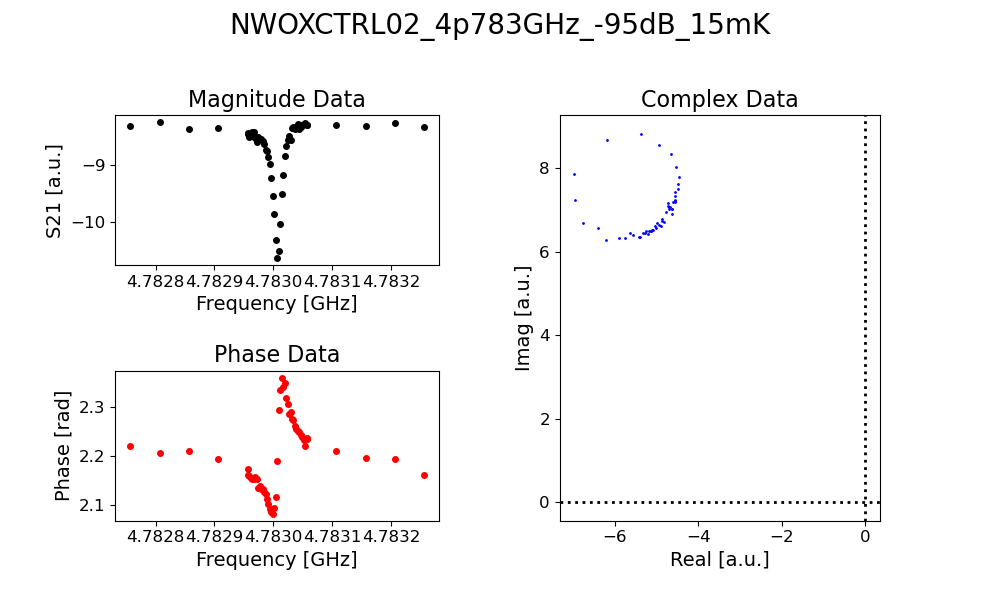 NWOXCTRL02_4p783GHz_-95dB_15mK
Magnitude Data
S21 [a.u.]
−9
−10
4.7828 4.7829 4.7830 4.7831 4.7832
Frequency [GHz]
Phase Data
Phase [rad]
2.3
2.2
2.1
4.7828 4.7829 4.7830 4.7831 4.7832
Frequency [GHz]
Complex Data
Imag [a.u.]
8
6
4
2
0
−6 −4 −2 0
Real [a.u.]